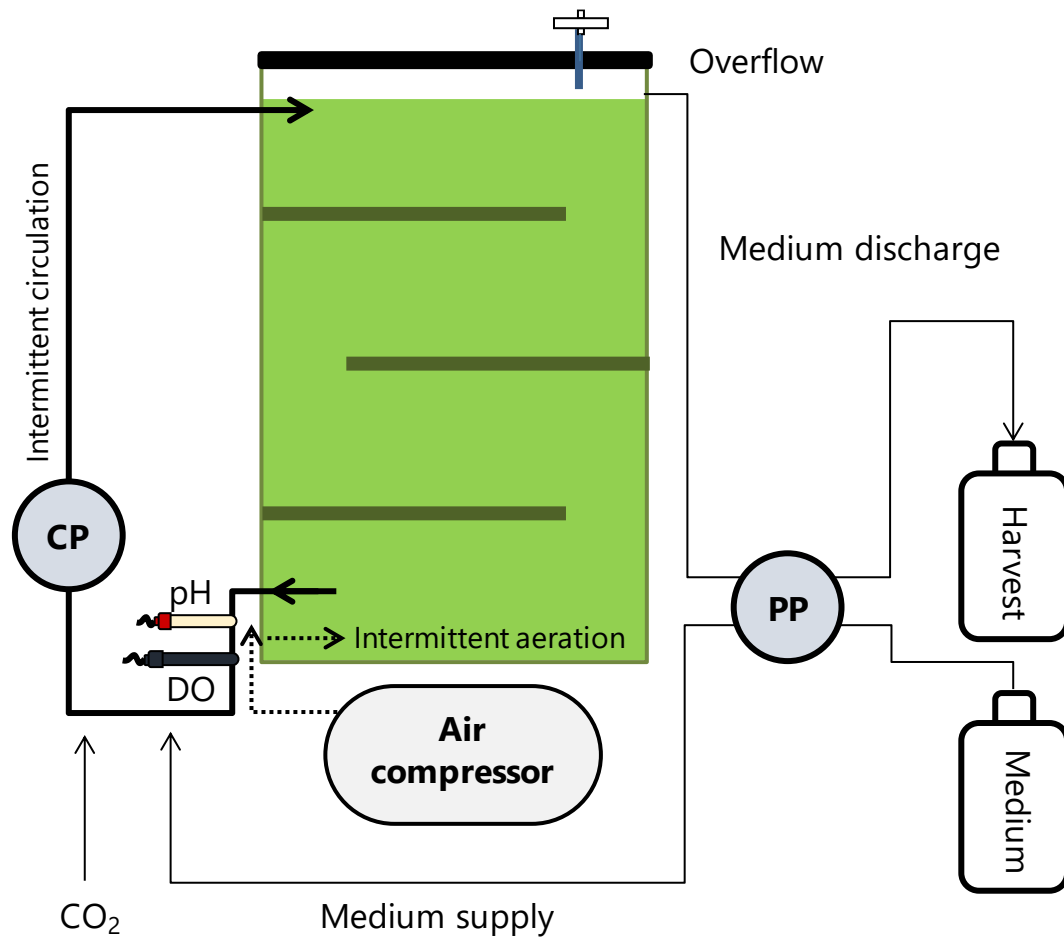 Overflow
Intermittent circulation
Medium discharge
CP
pH
DO
Intermittent aeration
PP
Harvest
Air
compressor
Medium
CO₂
Medium supply